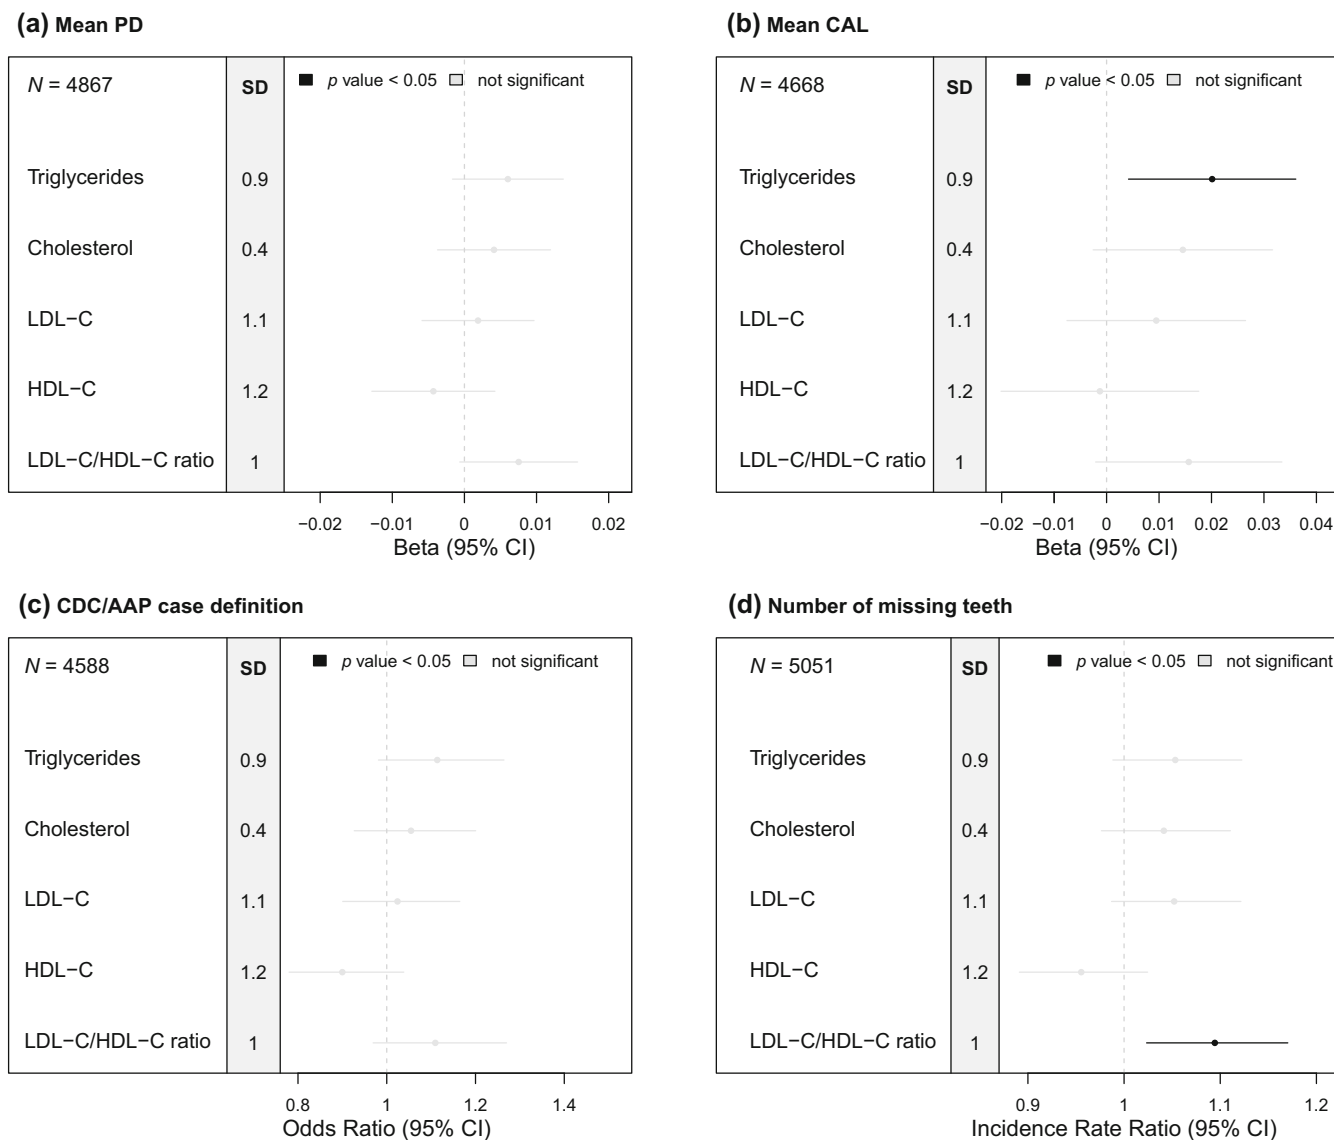 (a) Mean PD
N = 4867 SD p value < 0.05 not significant
Triglycerides 0.9
Cholesterol 0.4
LDL−C 1.1
HDL−C 1.2
LDL−C/HDL−C ratio 1
−0.02 −0.01 0 0.01 0.02
Beta (95% CI)
(b) Mean CAL
N = 4668 SD p value < 0.05 not significant
Triglycerides 0.9
Cholesterol 0.4
LDL−C 1.1
HDL−C 1.2
LDL−C/HDL−C ratio 1
−0.02 −0.01 0 0.01 0.02 0.03 0.04
Beta (95% CI)
(c) CDC/AAP case definition
N = 4588 SD p value < 0.05 not significant
Triglycerides 0.9
Cholesterol 0.4
LDL−C 1.1
HDL−C 1.2
LDL−C/HDL−C ratio 1
0.8 1 1.2 1.4
Odds Ratio (95% CI)
(d) Number of missing teeth
N = 5051 SD p value < 0.05 not significant
Triglycerides 0.9
Cholesterol 0.4
LDL−C 1.1
HDL−C 1.2
LDL−C/HDL−C ratio 1
0.9 1 1.1 1.2
Incidence Rate Ratio (95% CI)